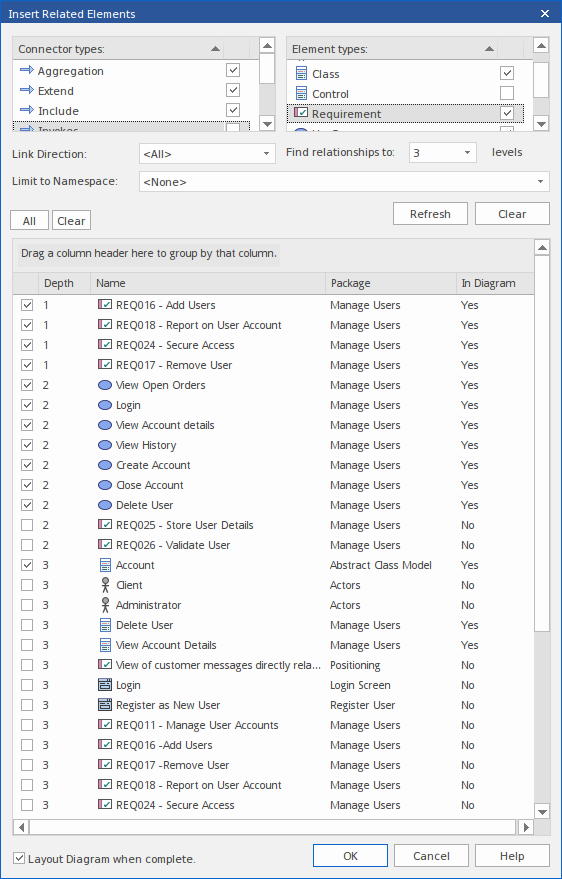 Insert Related Elements
Connector types:
Aggregation
Extend
Include
Invokes
Element types:
Class
Control
Requirement
Link Direction: <All> Find relationships to: 3 levels
Limit to Namespace: <None>
All Clear Refresh Clear
Drag a column header here to group by that column.
Depth Name Package In Diagram
1 REQ016 - Add Users Manage Users Yes
1 REQ018 - Report on User Account Manage Users Yes
1 REQ024 - Secure Access Manage Users Yes
1 REQ017 - Remove User Manage Users Yes
2 View Open Orders Manage Users Yes
2 Login Manage Users Yes
2 View Account details Manage Users Yes
2 View History Manage Users Yes
2 Create Account Manage Users Yes
2 Close Account Manage Users Yes
2 Delete User Manage Users Yes
2 REQ025 - Store User Details Manage Users No
2 REQ026 - Validate User Manage Users No
3 Account Abstract Class Model Yes
3 Client Actors No
3 Administrator Actors No
3 Delete User Manage Users Yes
3 View Account Details Manage Users Yes
3 View of customer messages directly rela... Positioning No
3 Login Login Screen No
3 Register as New User Register User No
3 REQ011 - Manage User Accounts Manage Users No
3 REQ016 -Add Users Manage Users No
3 REQ017 -Remove User Manage Users No
3 REQ018 - Report on User Account Manage Users No
3 REQ024 - Secure Access Manage Users No
Layout Diagram when complete. OK Cancel Help